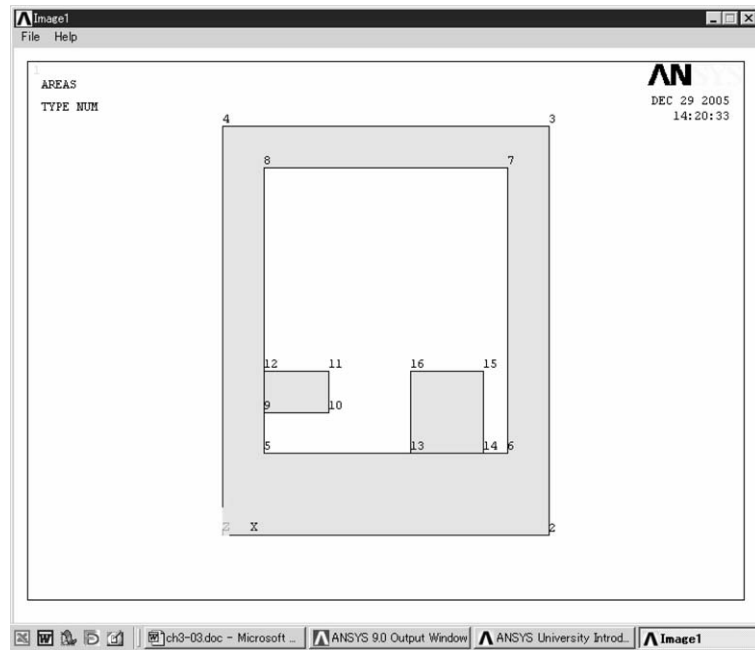 Image1
File Help
1
AREAS
TYPE NUM
ANSYS
DEC 29 2005
14:20:33
4 3
8 7
12 11 16 15
9 10
5 13 14 6
Z X 2
ch3-03.doc - Microsoft ...
ANSYS 9.0 Output Window
ANSYS University Introd...
Image1